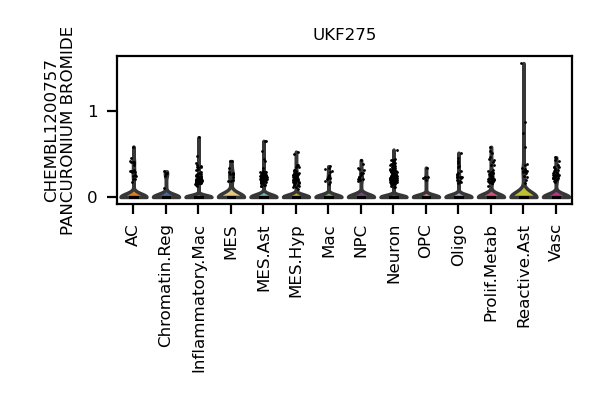 UKF275
CHEMBL1200757
PANCURONIUM BROMIDE
1
0
AC
Chromatin.Reg
Inflammatory.Mac
MES
MES.Ast
MES.Hyp
Mac
NPC
Neuron
OPC
Oligo
Prolif.Metab
Reactive.Ast
Vasc